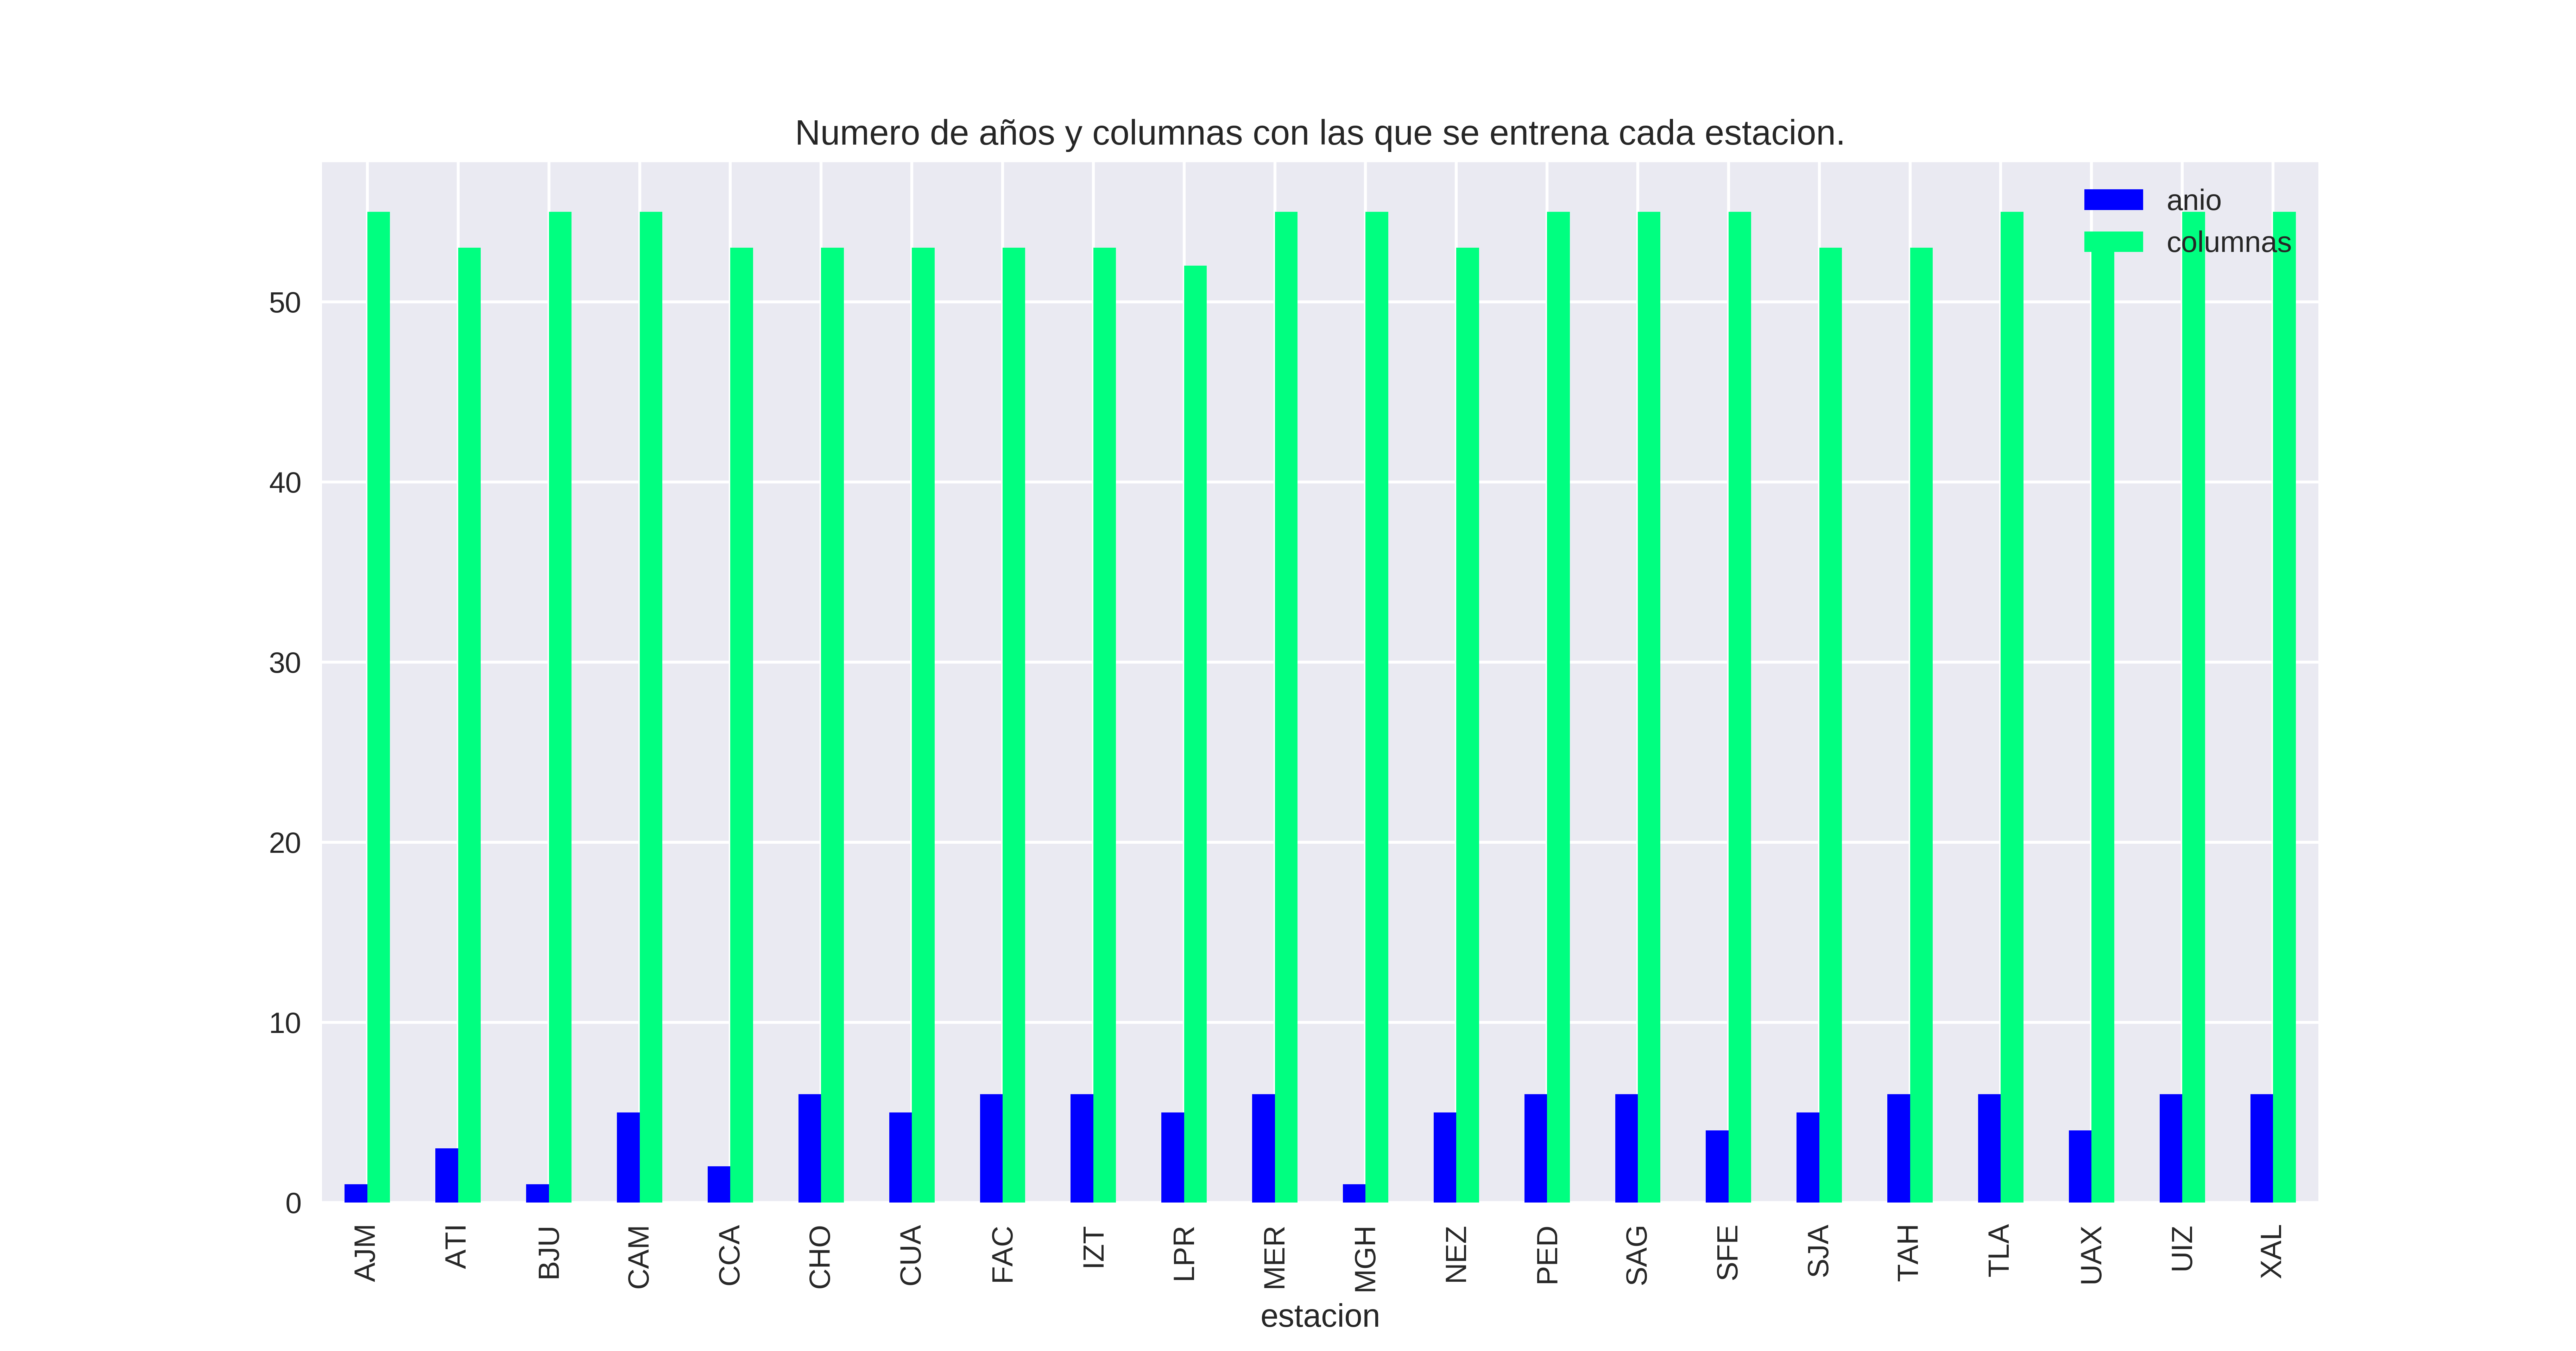 Numero de años y columnas con las que se entrena cada estacion.
anio
columnas
50
40
30
20
10
0
AJM ATI BJU CAM CCA CHO CUA FAC IZT LPR MER MGH NEZ PED SAG SFE SJA TAH TLA UAX UIZ XAL
estacion